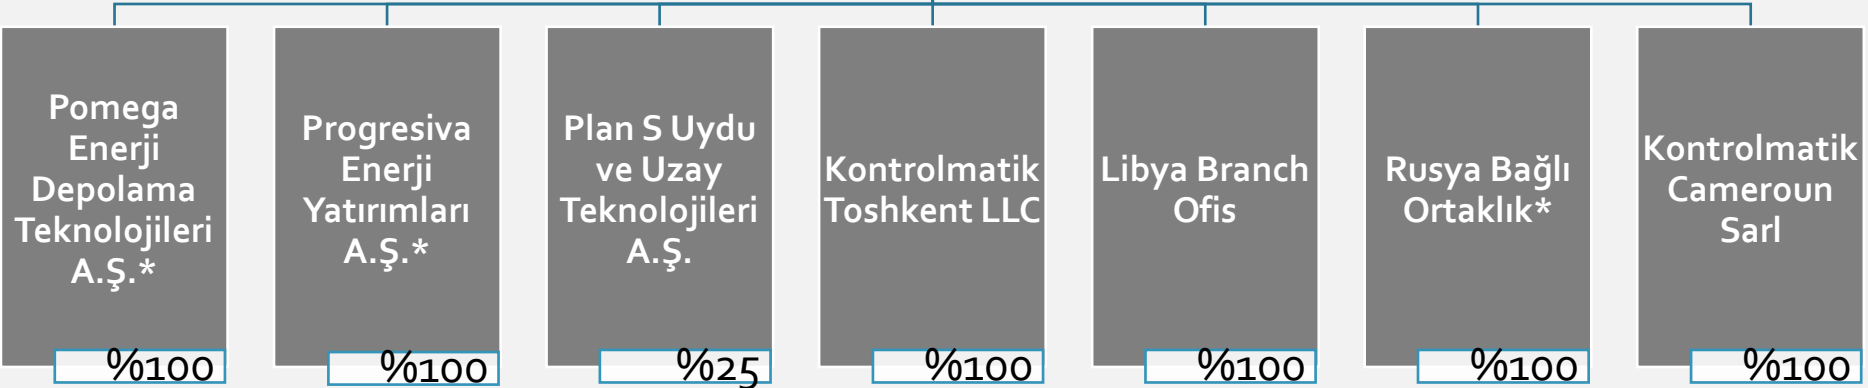 Pomega
Enerji
Depolama
Teknolojileri
A.Ş.*
%100
Progresiva
Enerji
Yatırımları
A.Ş.*
%100
Plan S Uydu
ve Uzay
Teknolojileri
A.Ş.
%25
Kontrolmatik
Toshkent LLC
%100
Libya Branch
Ofis
%100
Rusya Bağlı
Ortaklık*
%100
Kontrolmatik
Cameroun
Sarl
%100